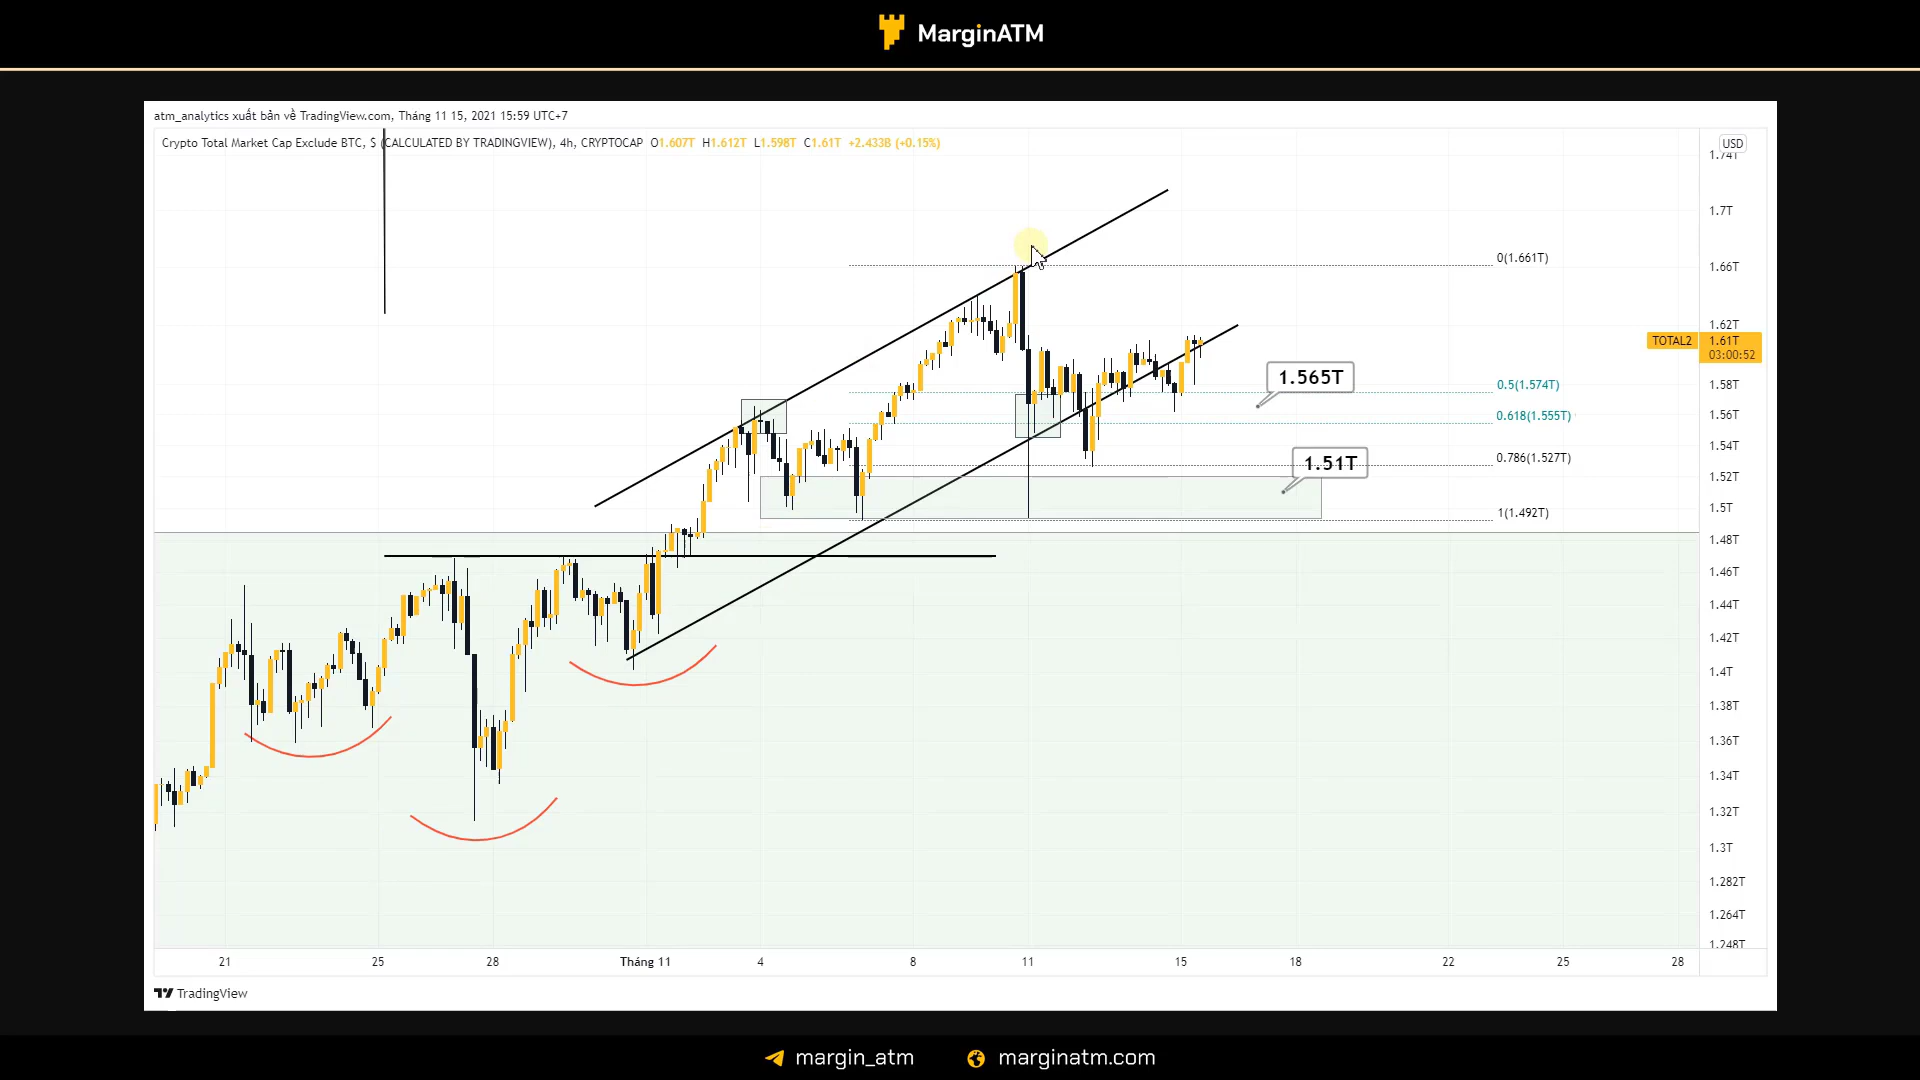 MarginATM
atm_analytics xuất bản về TradingView.com, Tháng 11 15, 2021 15:59 UTC+7
Crypto Total Market Cap Exclude BTC, $ (CALCULATED BY TRADINGVIEW), 4h, CRYPTOCAP O1.607T H1.612T L1.598T C1.61T +2.433B (+0.15%)
USD
1.74T
1.7T
0(1.661T)
1.66T
1.62T
TOTAL2 1.61T
03:00:52
1.565T
0.5(1.574T)
1.58T
0.618(1.555T)
1.56T
1.54T
1.51T
0.786(1.527T)
1.52T
1(1.492T)
1.5T
1.48T
1.46T
1.44T
1.42T
1.4T
1.38T
1.36T
1.34T
1.32T
1.3T
1.282T
1.264T
1.248T
21 25 28 Tháng 11 4 8 11 15 18 22 25 28
TradingView
margin_atm marginatm.com